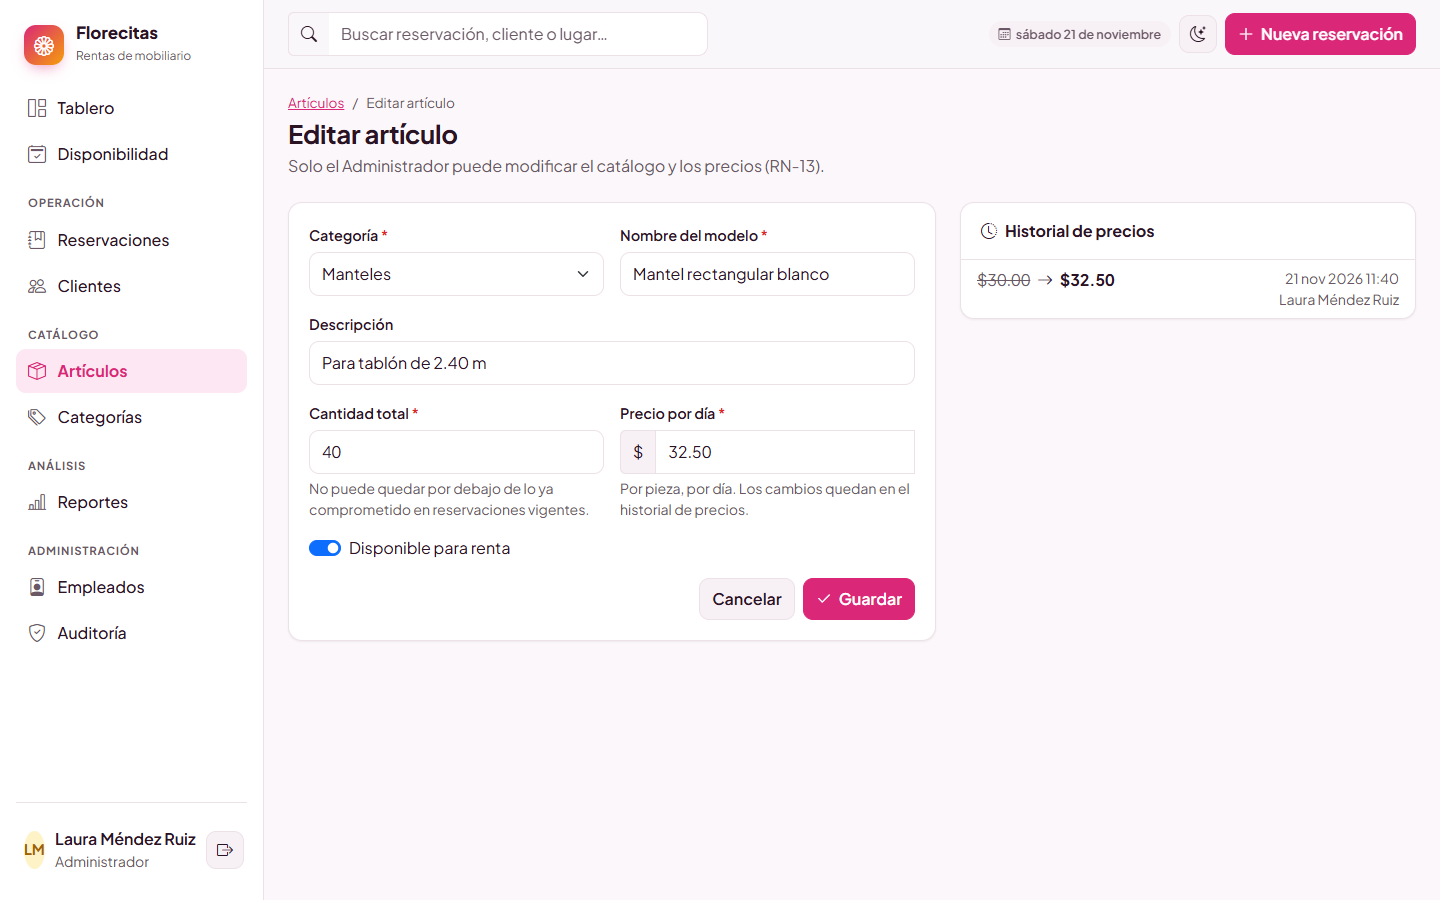 Florecitas
Rentas de mobiliario
Tablero
Disponibilidad
OPERACIÓN
Reservaciones
Clientes
CATÁLOGO
Artículos
Categorías
ANÁLISIS
Reportes
ADMINISTRACIÓN
Empleados
Auditoría
LM
Laura Méndez Ruiz
Administrador
Buscar reservación, cliente o lugar...
sábado 21 de noviembre
Nueva reservación
Artículos / Editar artículo
Editar artículo
Solo el Administrador puede modificar el catálogo y los precios (RN-13).
Categoría *
Manteles
Nombre del modelo *
Mantel rectangular blanco
Descripción
Para tablón de 2.40 m
Cantidad total *
40
No puede quedar por debajo de lo ya
comprometido en reservaciones vigentes.
Precio por día *
$ 32.50
Por pieza, por día. Los cambios quedan en el
historial de precios.
Disponible para renta
Cancelar
Guardar
Historial de precios
$30.00 → $32.50
21 nov 2026 11:40
Laura Méndez Ruiz